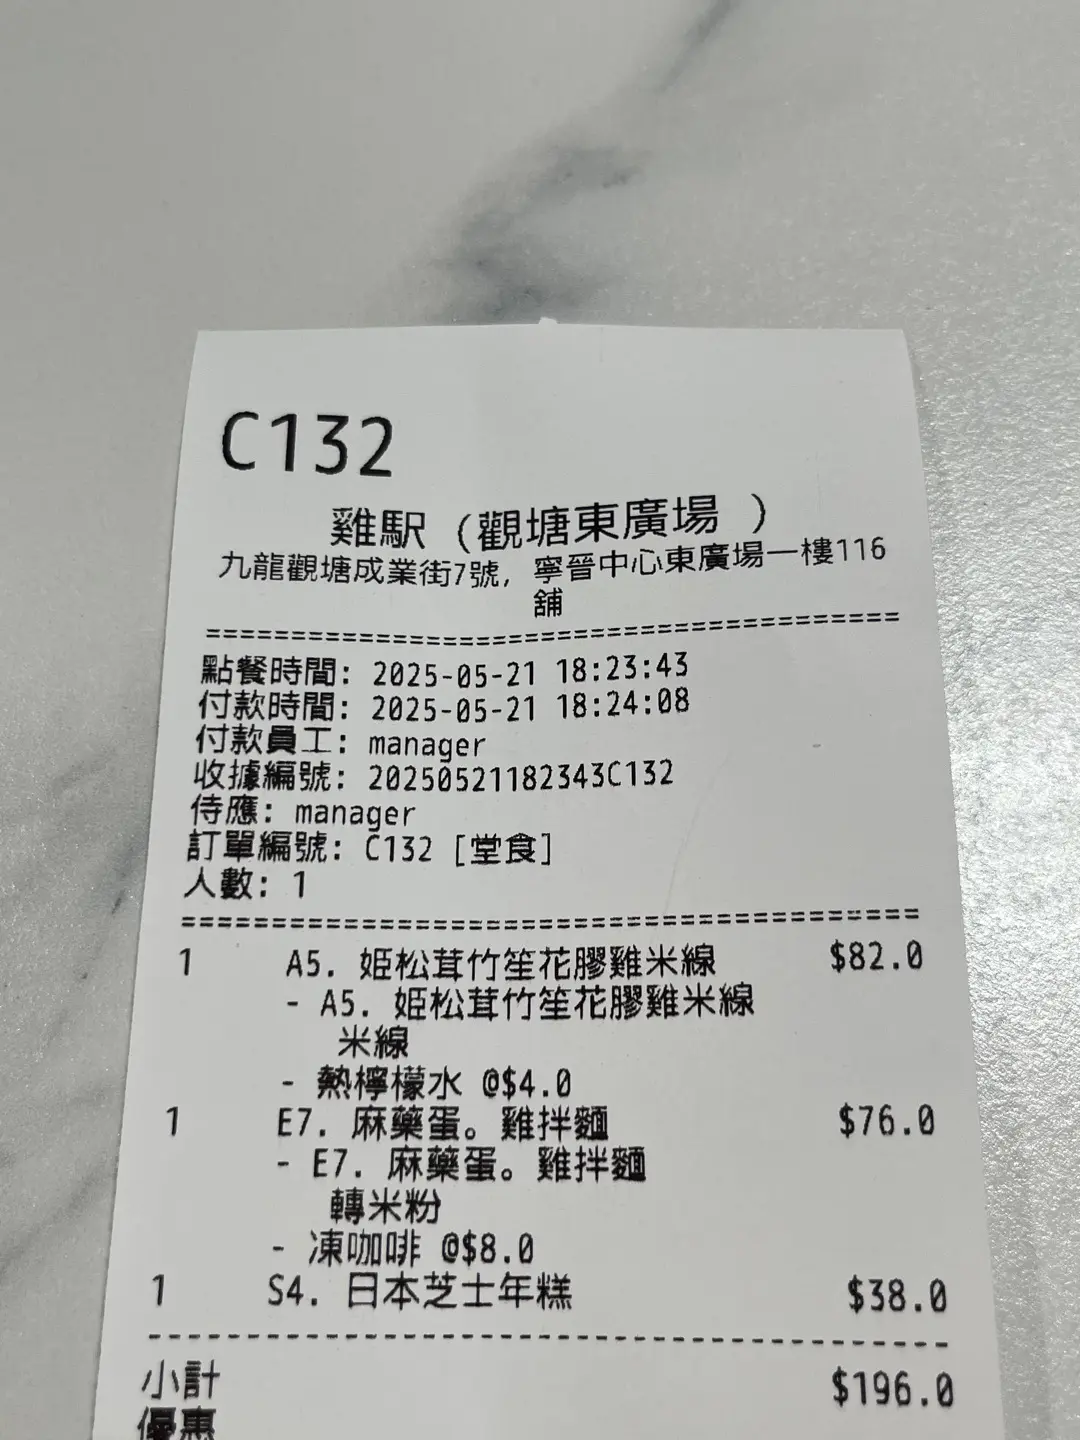 C132
雞駅（觀塘東廣場 ）
九龍觀塘成業街7號, 寧晉中心東廣場一樓116
舖
========================================
點餐時間: 2025-05-21 18:23:43
付款時間: 2025-05-21 18:24:08
付款員工: manager
收據編號: 20250521182343C132
侍應: manager
訂單編號: C132 [堂食]
人數: 1
========================================
1 A5. 姬松茸竹笙花膠雞米線 $82.0
- A5. 姬松茸竹笙花膠雞米線
米線
- 熱檸檬水 @$4.0
1 E7. 麻藥蛋。雞拌麵 $76.0
- E7. 麻藥蛋。雞拌麵
轉米粉
- 凍咖啡 @$8.0
1 S4. 日本芝士年糕 $38.0
----------------------------------------
小計 $196.0
優惠